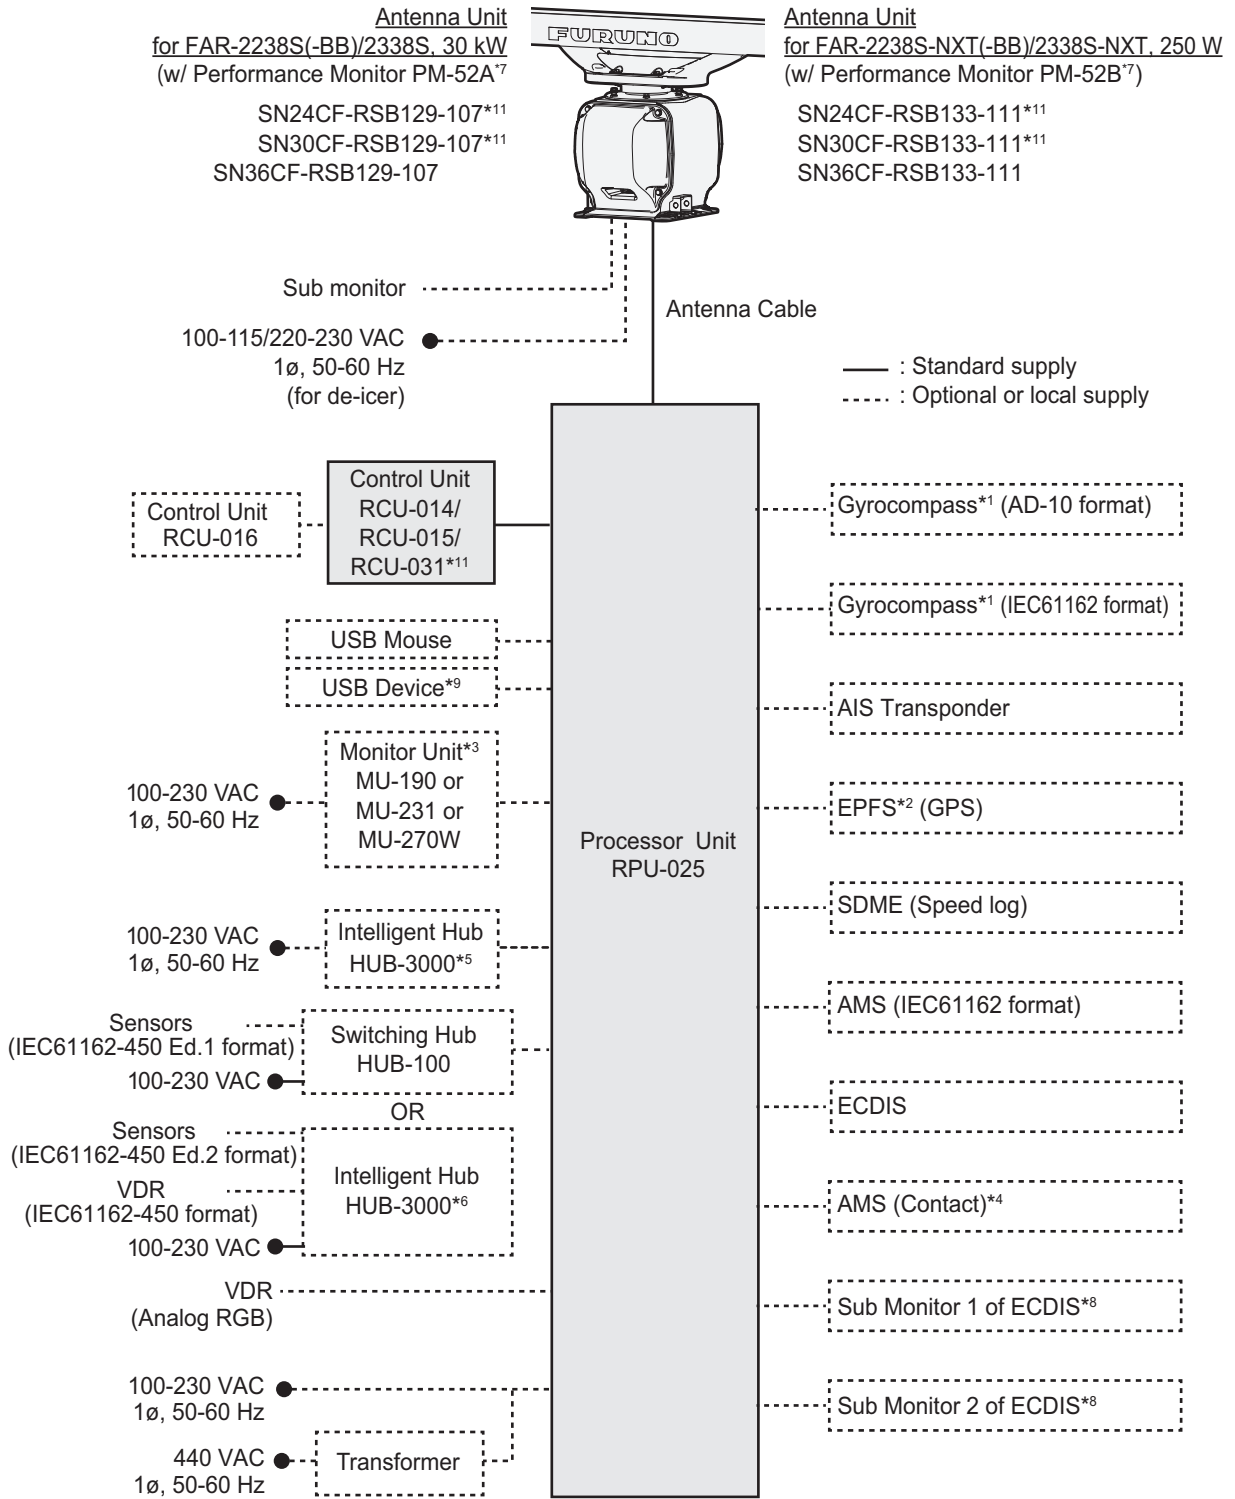 Antenna Unit
for FAR-2238S(-BB)/2338S, 30 kW
(w/ Performance Monitor PM-52A*7
SN24CF-RSB129-107*11
SN30CF-RSB129-107*11
SN36CF-RSB129-107
FURUNO
Antenna Unit
for FAR-2238S-NXT(-BB)/2338S-NXT, 250 W
(w/ Performance Monitor PM-52B*7)
SN24CF-RSB133-111*11
SN30CF-RSB133-111*11
SN36CF-RSB133-111
Sub monitor
100-115/220-230 VAC
1ø, 50-60 Hz
(for de-icer)
Antenna Cable
: Standard supply
: Optional or local supply
Control Unit
RCU-016
Control Unit
RCU-014/
RCU-015/
RCU-031*11
USB Mouse
USB Device*9
100-230 VAC
1ø, 50-60 Hz
Monitor Unit*3
MU-190 or
MU-231 or
MU-270W
100-230 VAC
1ø, 50-60 Hz
Intelligent Hub
HUB-3000*5
Sensors
(IEC61162-450 Ed.1 format)
100-230 VAC
Switching Hub
HUB-100
OR
Sensors
(IEC61162-450 Ed.2 format)
VDR
(IEC61162-450 format)
100-230 VAC
Intelligent Hub
HUB-3000*6
VDR
(Analog RGB)
100-230 VAC
1ø, 50-60 Hz
440 VAC
1ø, 50-60 Hz
Transformer
Processor Unit
RPU-025
Gyrocompass*1 (AD-10 format)
Gyrocompass*1 (IEC61162 format)
AIS Transponder
EPFS*2 (GPS)
SDME (Speed log)
AMS (IEC61162 format)
ECDIS
AMS (Contact)*4
Sub Monitor 1 of ECDIS*8
Sub Monitor 2 of ECDIS*8